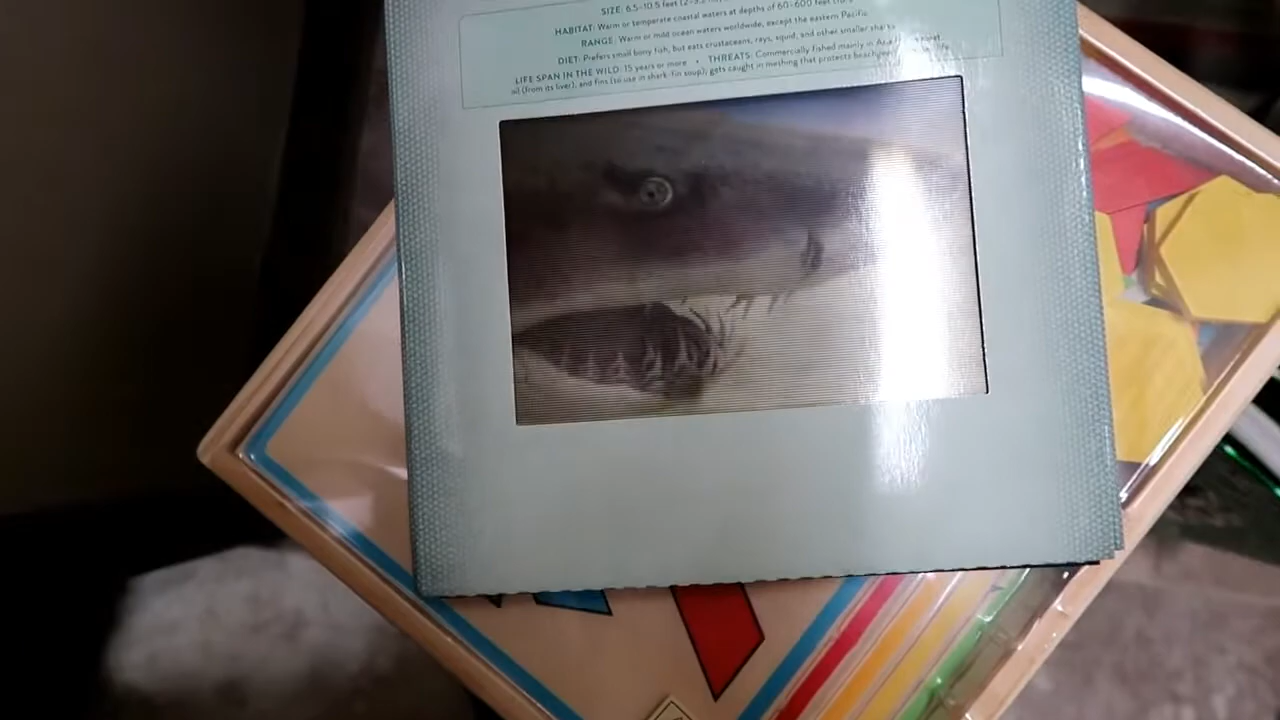 SIZE: 6.5–10.5 feet
HABITAT: Warm or temperate coastal waters at depths of 60-600 feet
RANGE: Warm or mild ocean waters worldwide, except the eastern Pacific.
DIET: Prefers small bony fish, but eats crustaceans, rays, squid, and other smaller sharks
LIFE SPAN IN THE WILD: 15 years or more • THREATS: Commercially fished mainly in
oil (from its liver), and fins (to use in shark-fin soup); gets caught in meshing that protects